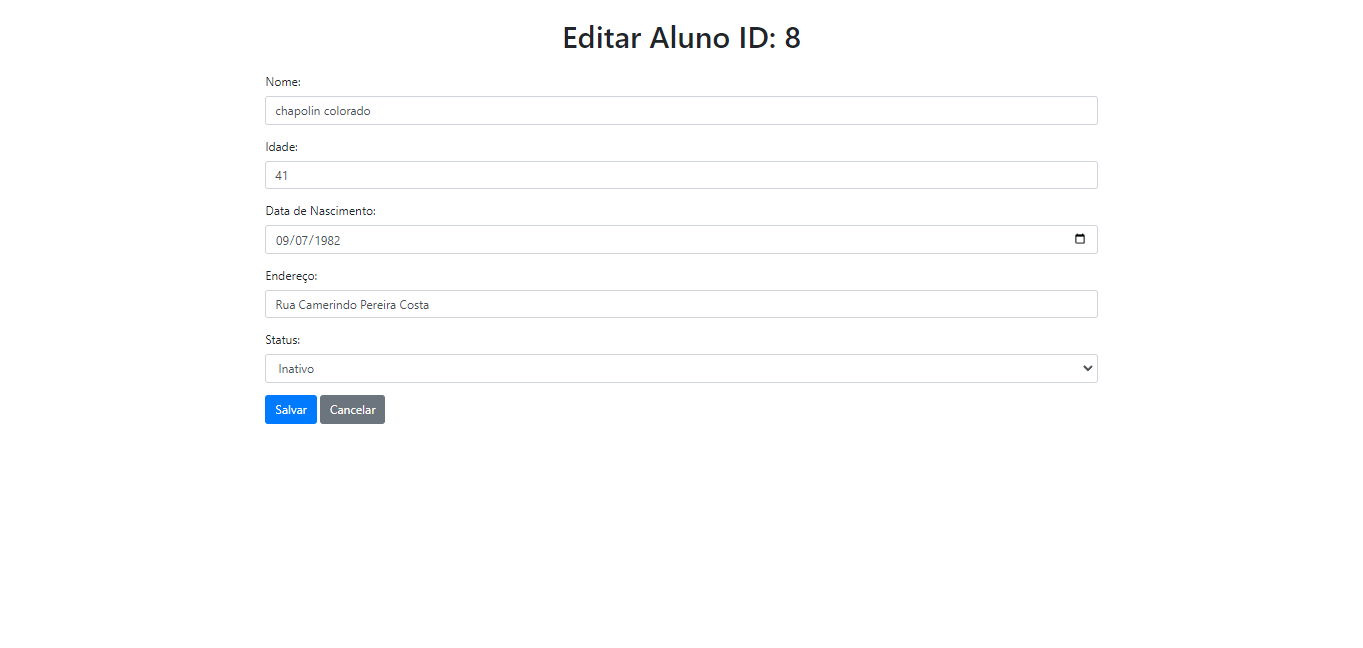 Editar Aluno ID: 8
Nome:
chapolin colorado
Idade:
41
Data de Nascimento:
09/07/1982
Endereço:
Rua Camerindo Pereira Costa
Status:
Inativo
Salvar Cancelar